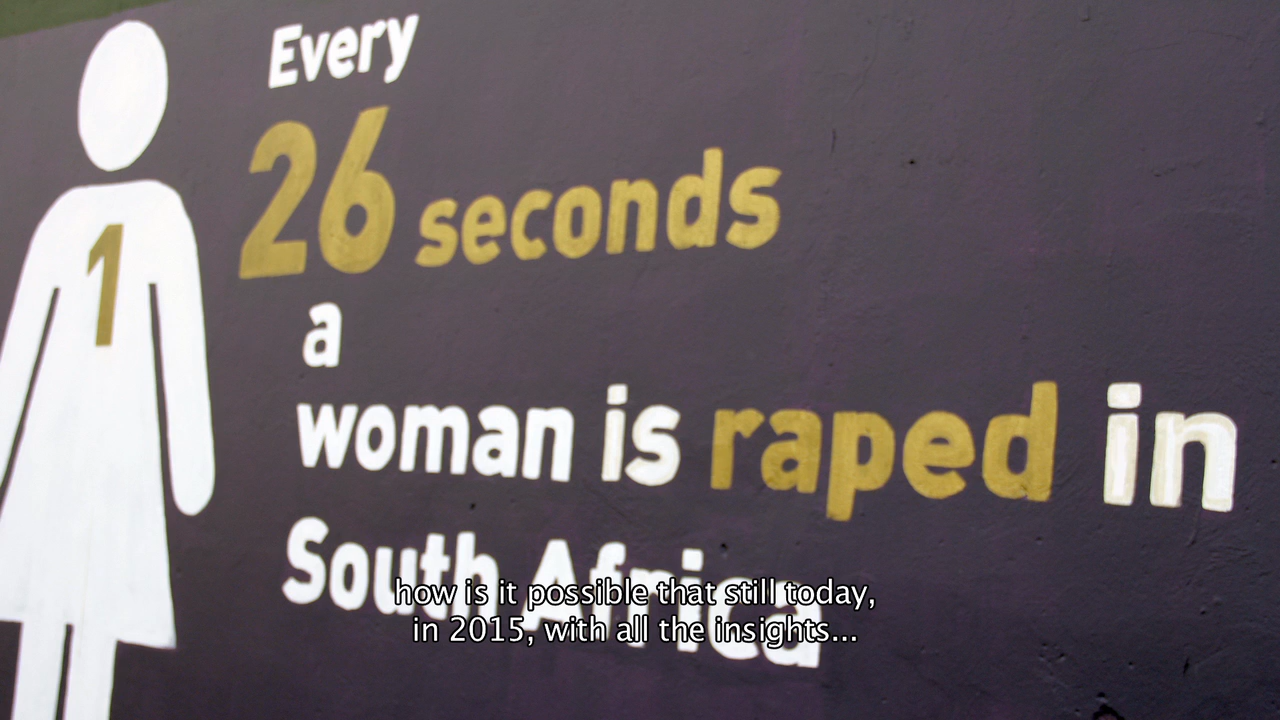 Every
26 seconds
1
a
woman is raped in
South Africa
how is it possible that still today,
in 2015, with all the insights...